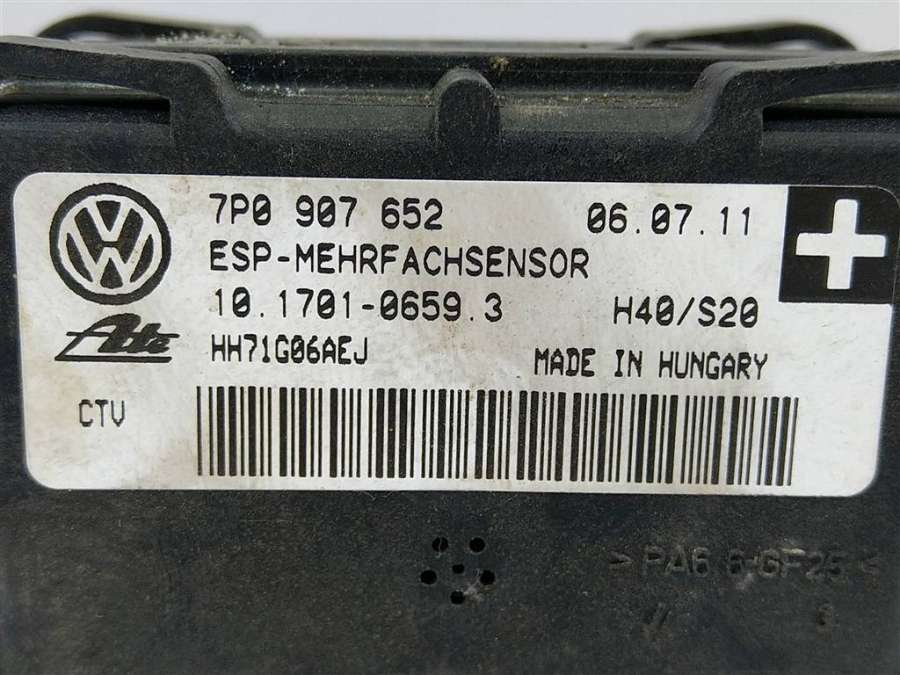 7P0 907 652 06.07.11
ESP-MEHRFACHSENSOR
10.1701-0659.3 H40/S20
Ate HH71G06AEJ MADE IN HUNGARY
CTV
>PA6 6-GF25<